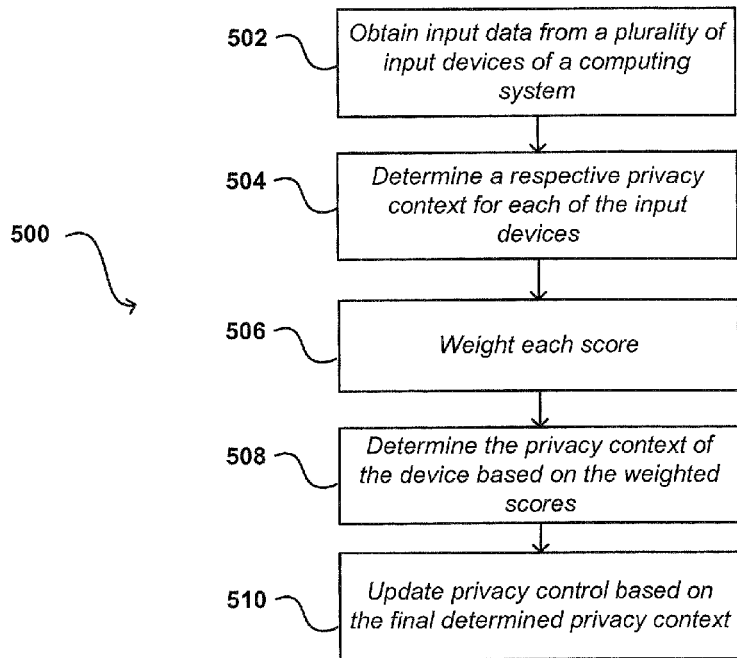 502
Obtain input data from a plurality of
input devices of a computing
system
504
Determine a respective privacy
context for each of the input
devices
500
506
Weight each score
508
Determine the privacy context of
the device based on the weighted
scores
510
Update privacy control based on
the final determined privacy context